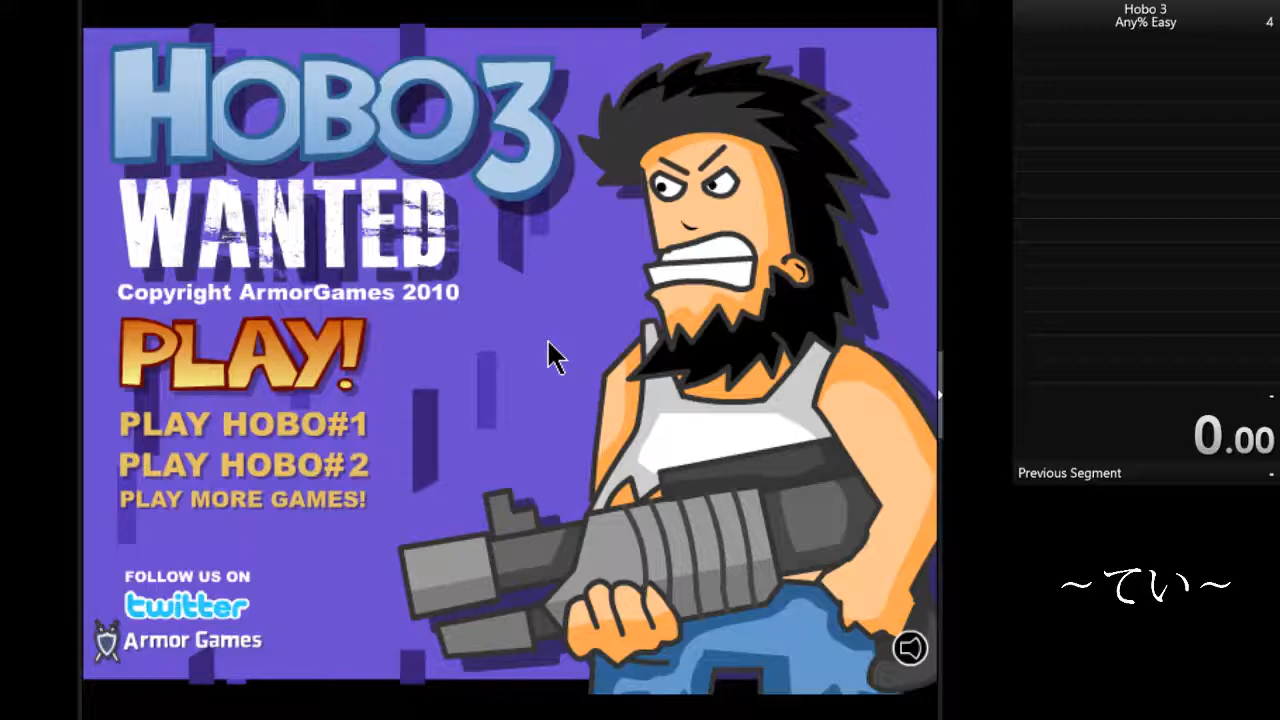 HOBO 3
WANTED
Copyright ArmorGames 2010
PLAY!
PLAY HOBO#1
PLAY HOBO#2
PLAY MORE GAMES!
FOLLOW US ON
twitter
Armor Games
Hobo 3
Any% Easy
4
-
0.00
Previous Segment
-
～てい～